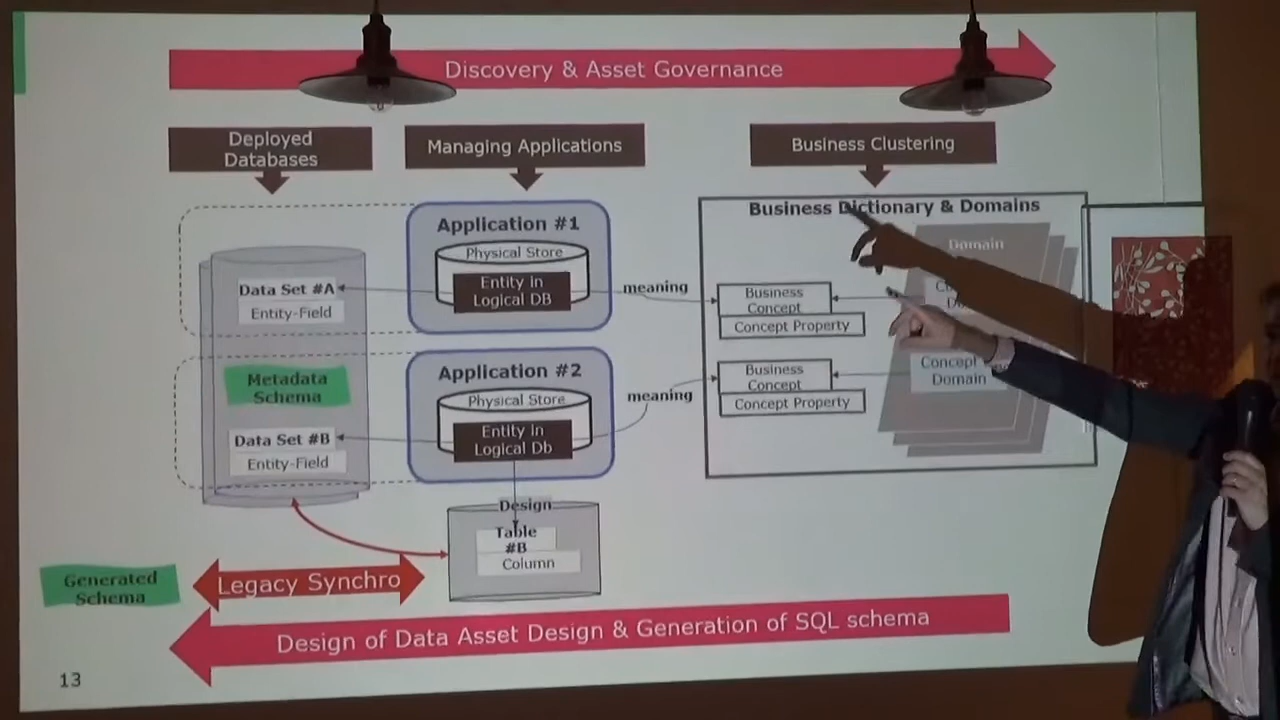 Discovery & Asset Governance
Deployed
Databases
Managing Applications
Business Clustering
Application #1
Physical Store
Entity in
Logical DB
Data Set #A
Entity-Field
meaning
Business Dictionary & Domains
Domain
Business
Concept
Concept Property
Metadada
Schema
Application #2
Physical Store
Entity in
Logical Db
Data Set #B
Entity-Field
meaning
Business
Concept
Concept Property
Concept
Domain
Design
Table
#B
Column
Generated
Schema
Legacy Synchro
Design of Data Asset Design & Generation of SQL schema
13